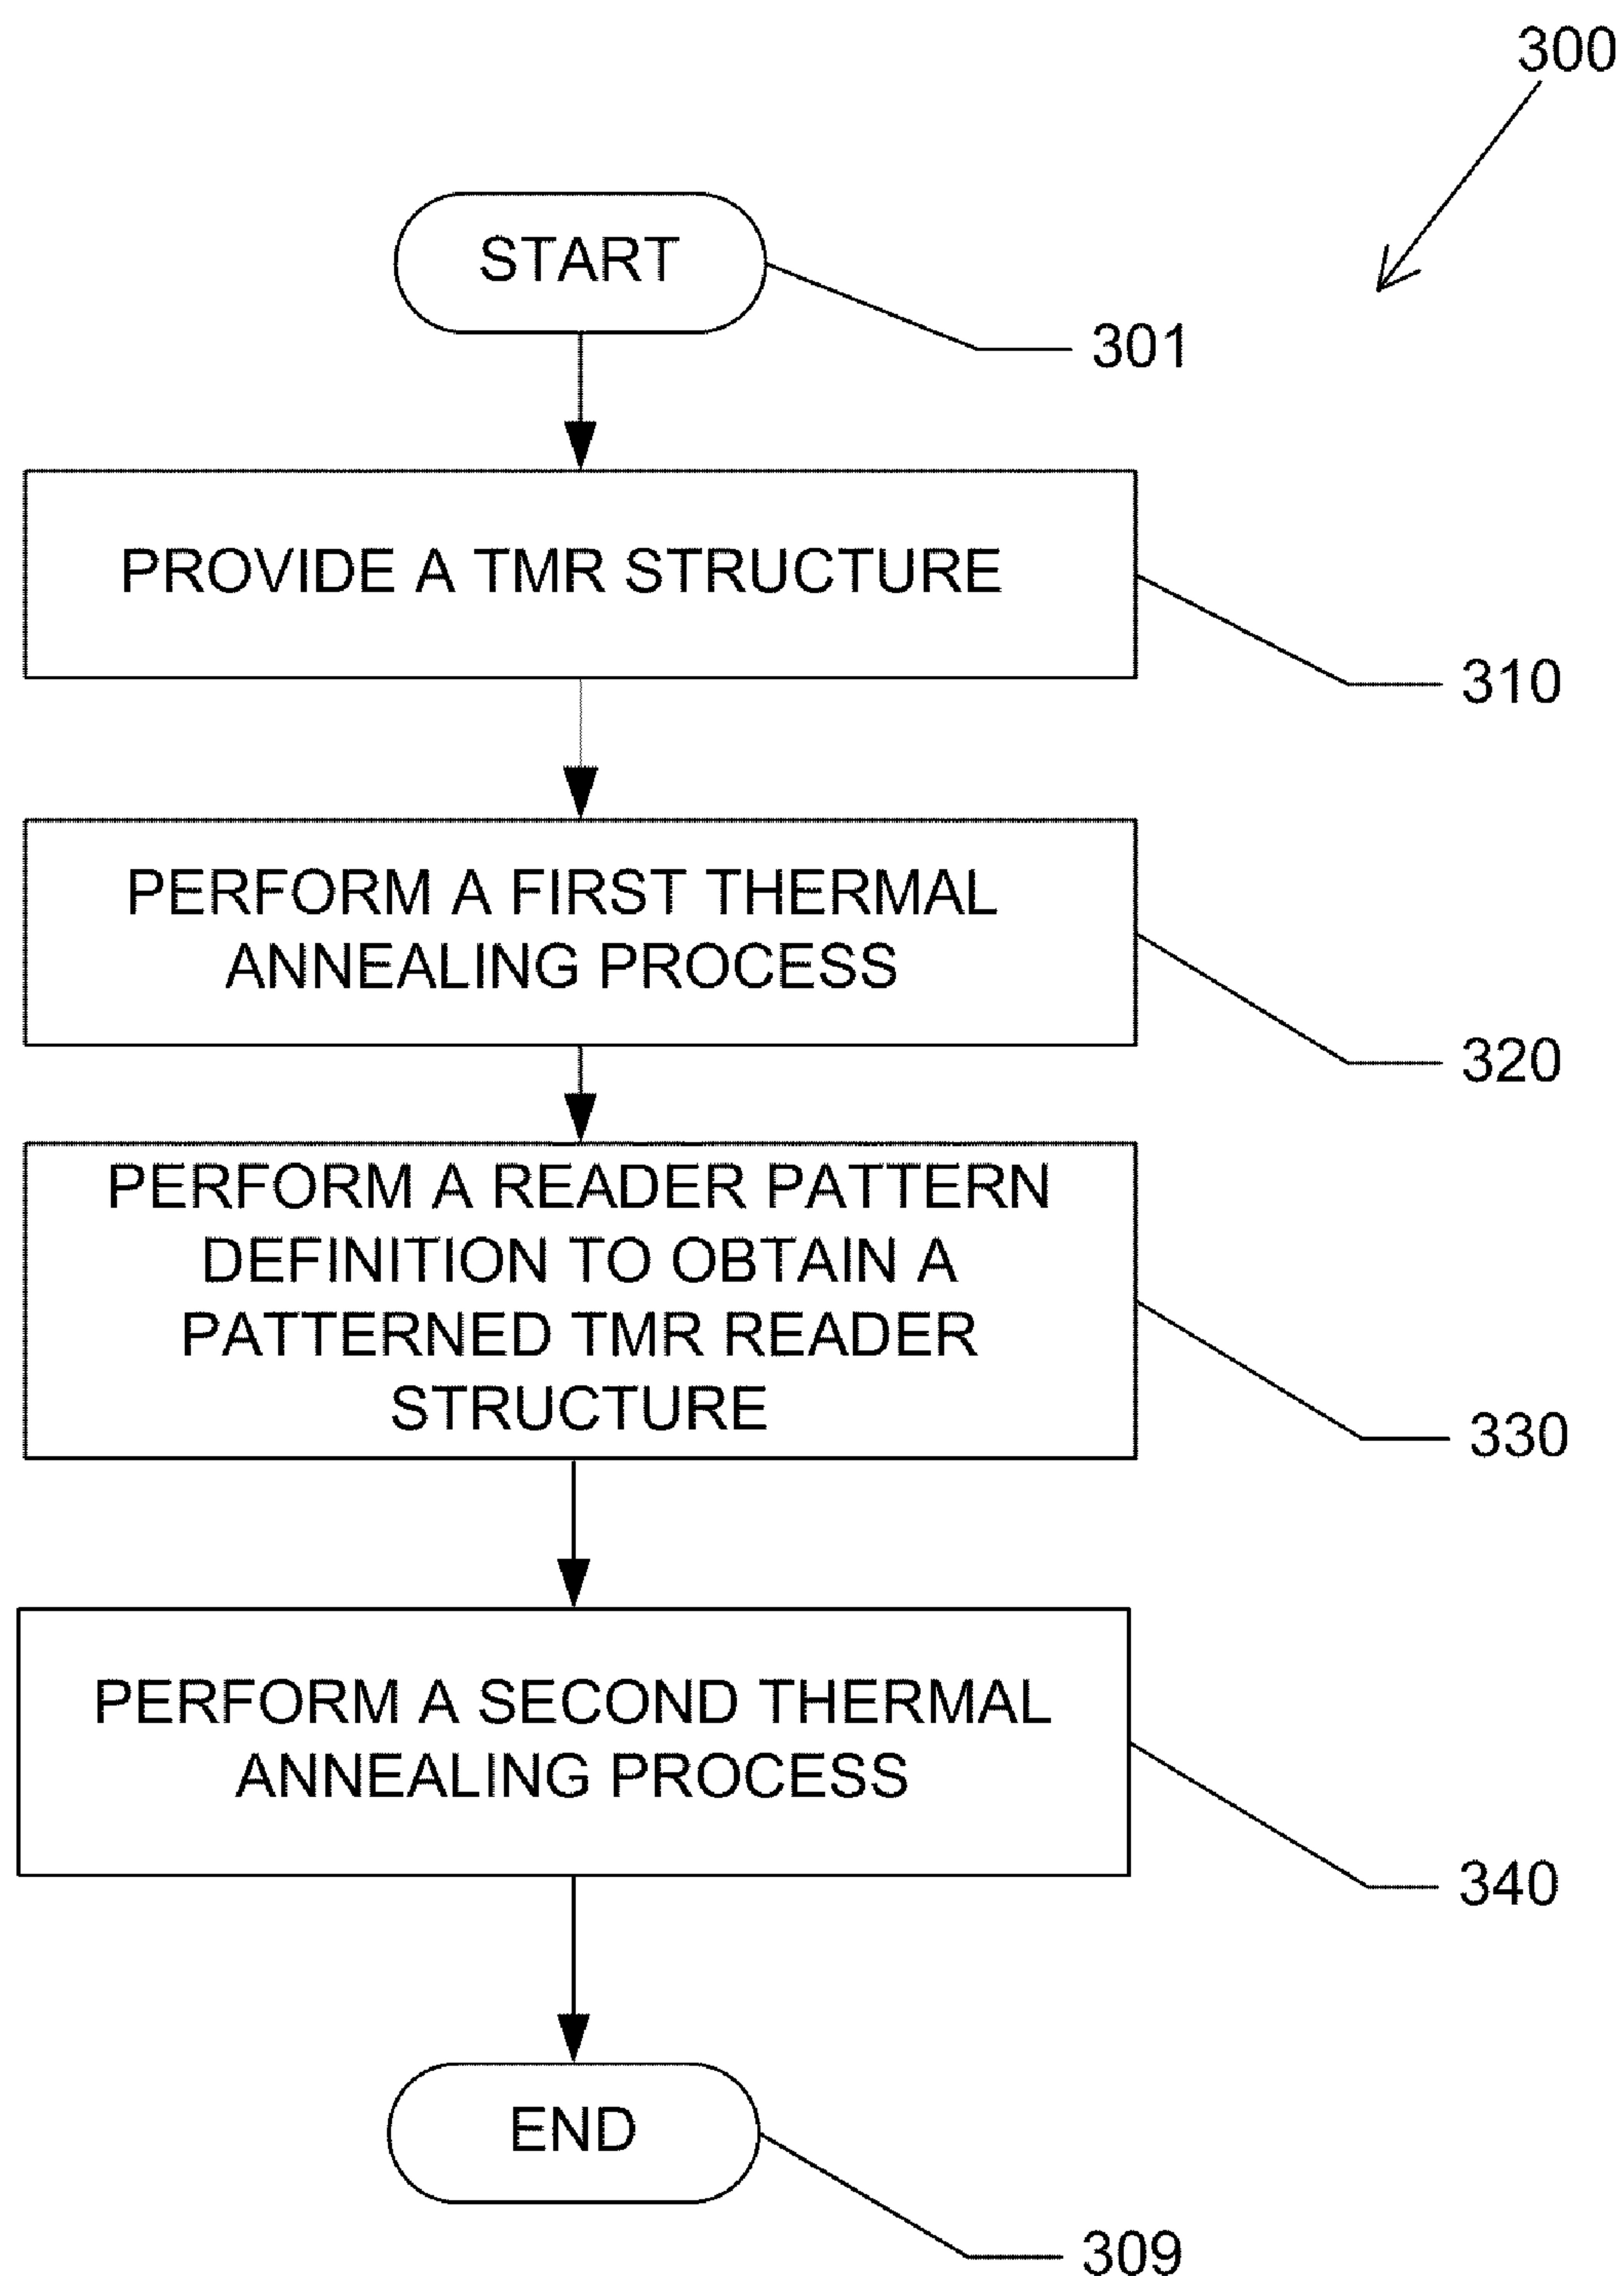 300
START
301
PROVIDE A TMR STRUCTURE
310
PERFORM A FIRST THERMAL
ANNEALING PROCESS
320
PERFORM A READER PATTERN
DEFINITION TO OBTAIN A
PATTERNED TMR READER
STRUCTURE
330
PERFORM A SECOND THERMAL
ANNEALING PROCESS
340
END
309